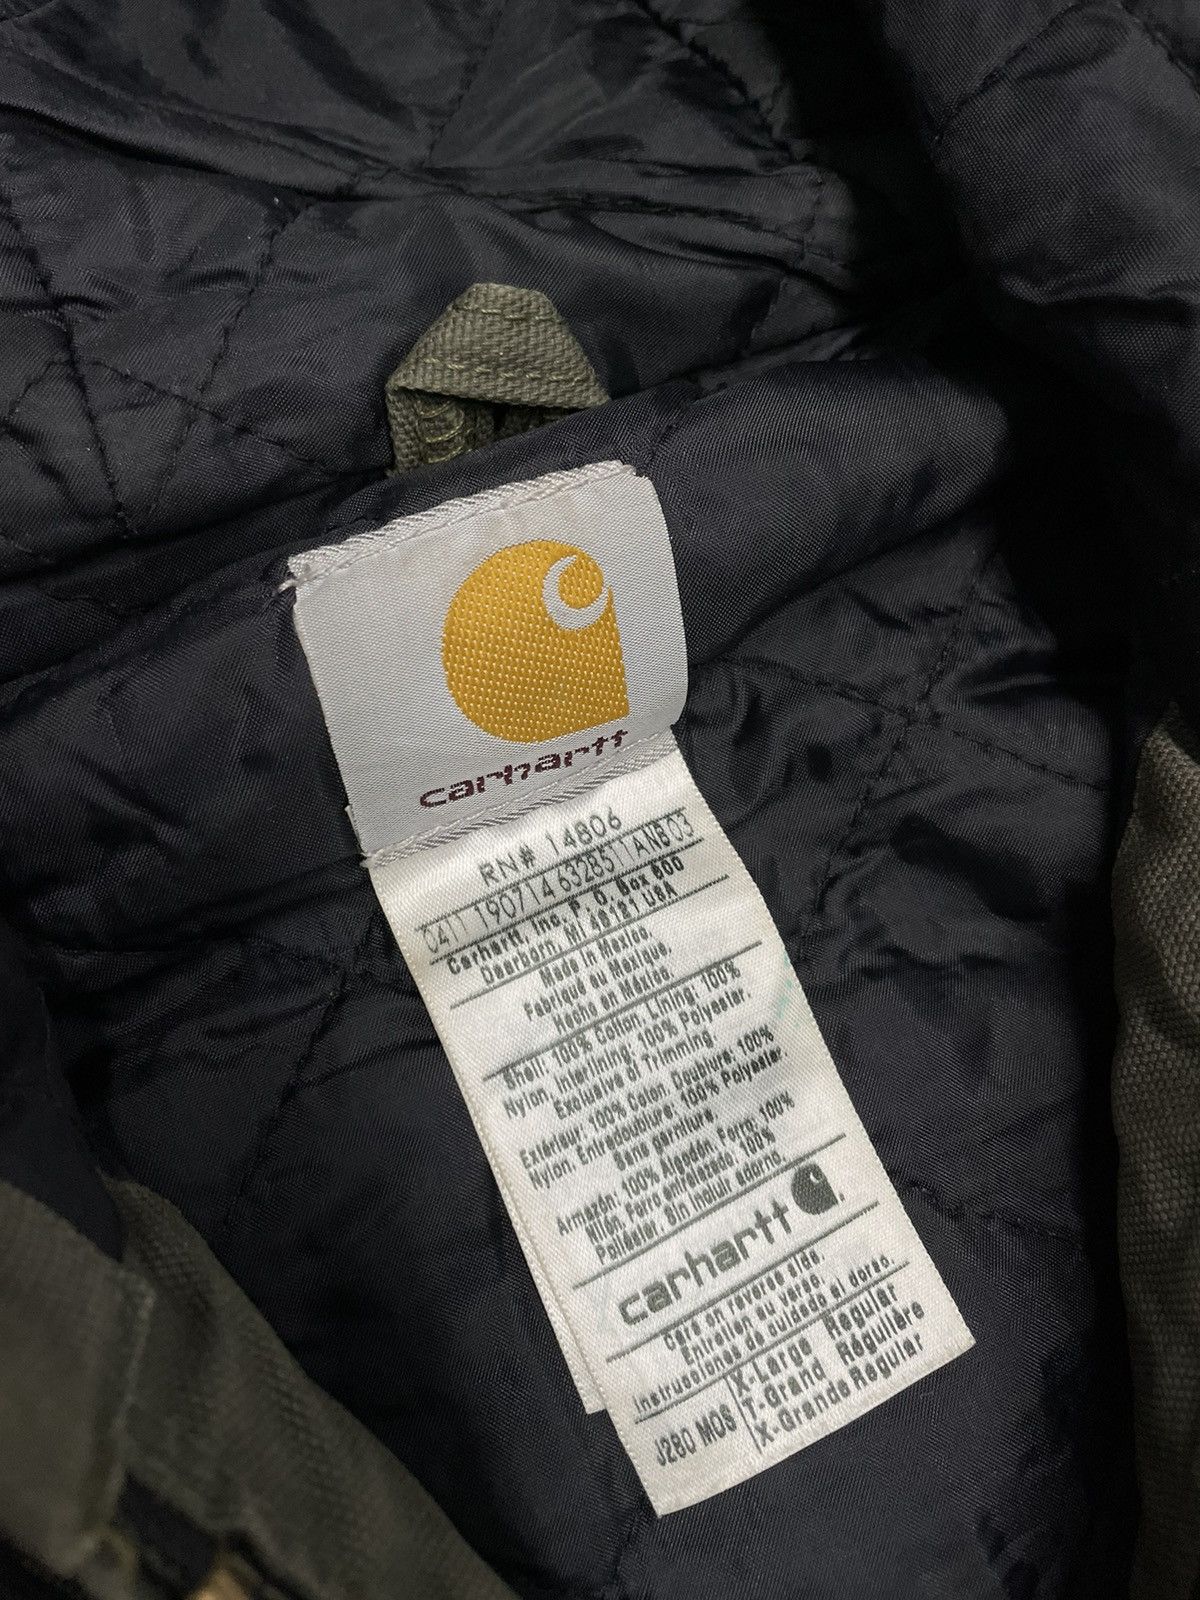 carhartt
RN# 14806
0411 190714 6328511ANB03
Carhartt, Inc. P. O. Box 600
Dearborn, MI 48121 USA
Made in Mexico.
Fabriqué au Mexique.
Hecho en México.
Shell: 100% Cotton, Lining: 100%
Nylon, Interlining: 100% Polyester.
Exclusive of Trimming.
Extérieur: 100% Coton, Doublure: 100%
Nylon, Entredoublure: 100% Polyester.
Sans garniture.
Armazón: 100% Algodón, Forro: 100%
Nilón, Forro entrelazado: 100%
Poliéster. Sin incluir adorno.
carhartt
Care on reverse side.
Entretien au verso.
Instrucciones de cuidado al dorso.
J280 MOS
X-Large Regular
T-Grand Régulière
X-Grande Regular